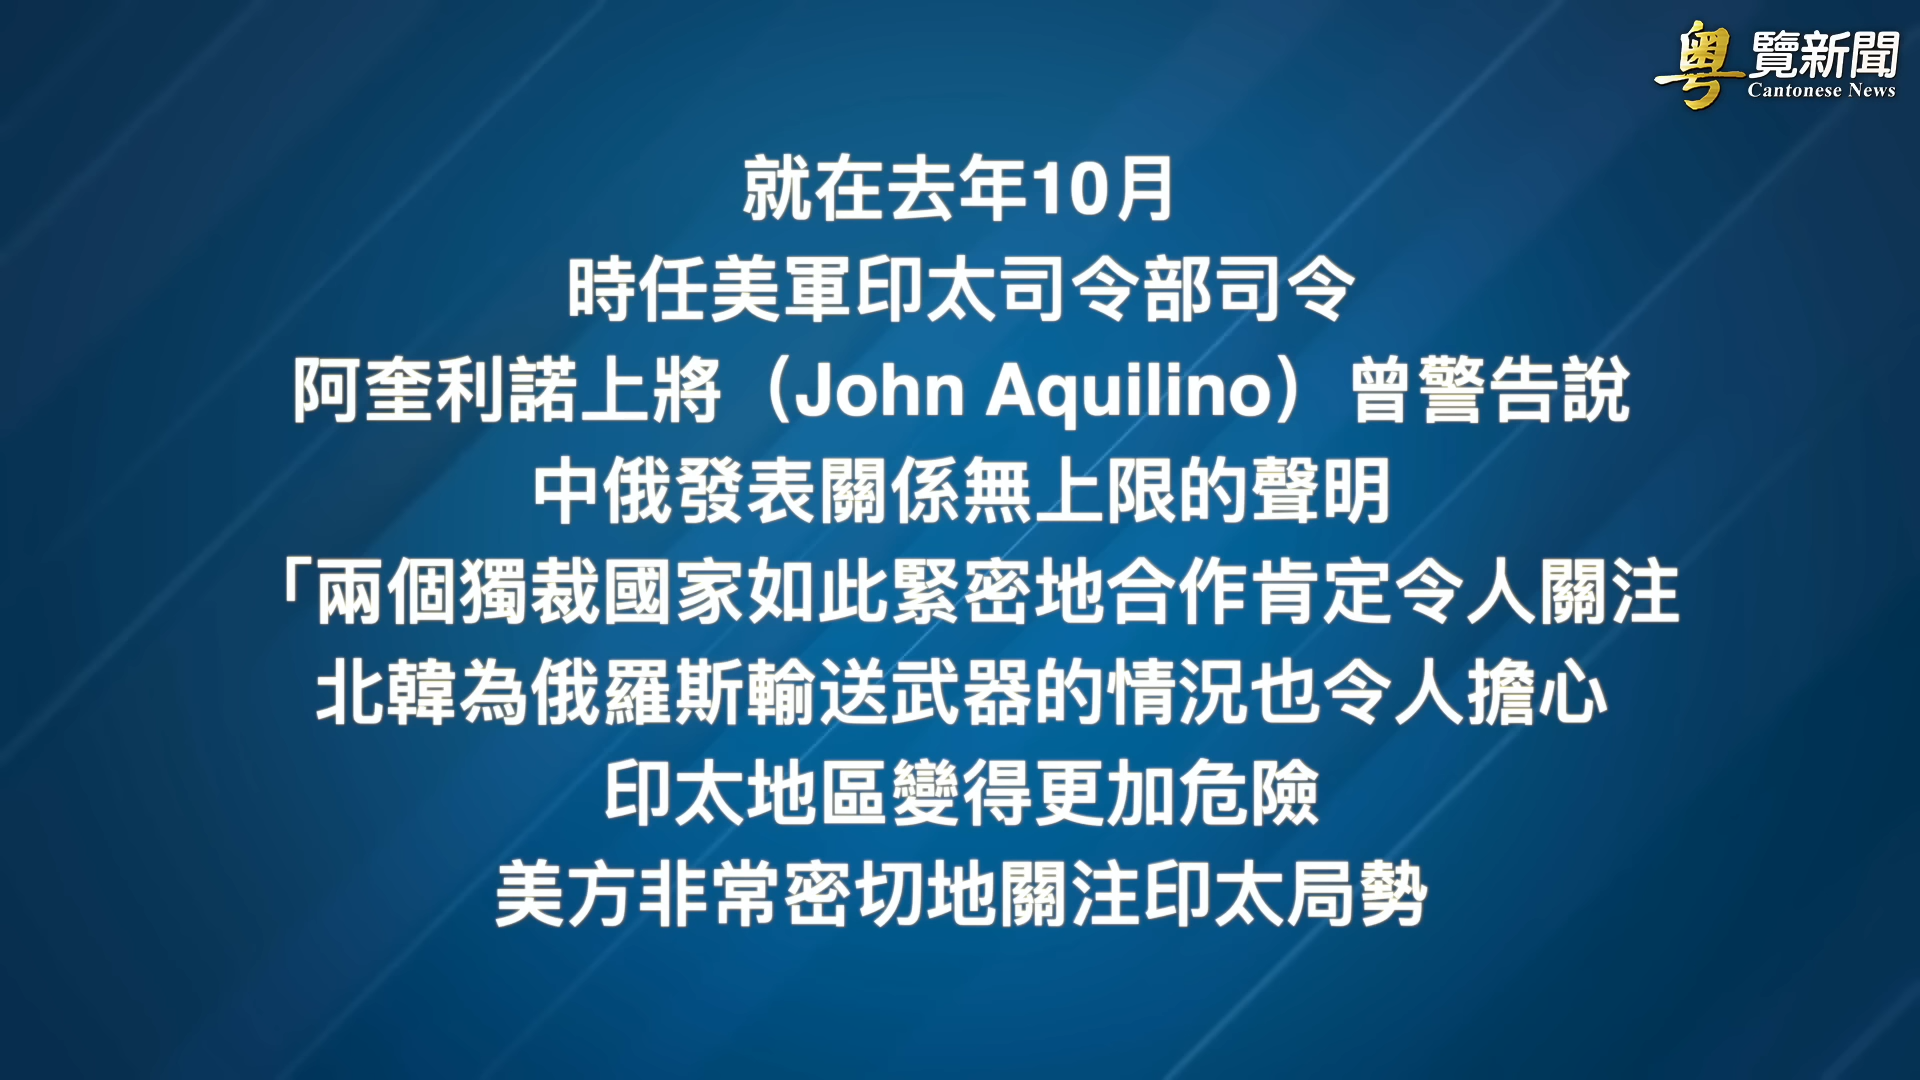 粵覽新聞
Cantonese News
就在去年10月
時任美軍印太司令部司令
阿奎利諾上將（John Aquilino）曾警告說
中俄發表關係無上限的聲明
「兩個獨裁國家如此緊密地合作肯定令人關注
北韓為俄羅斯輸送武器的情況也令人擔心
印太地區變得更加危險
美方非常密切地關注印太局勢